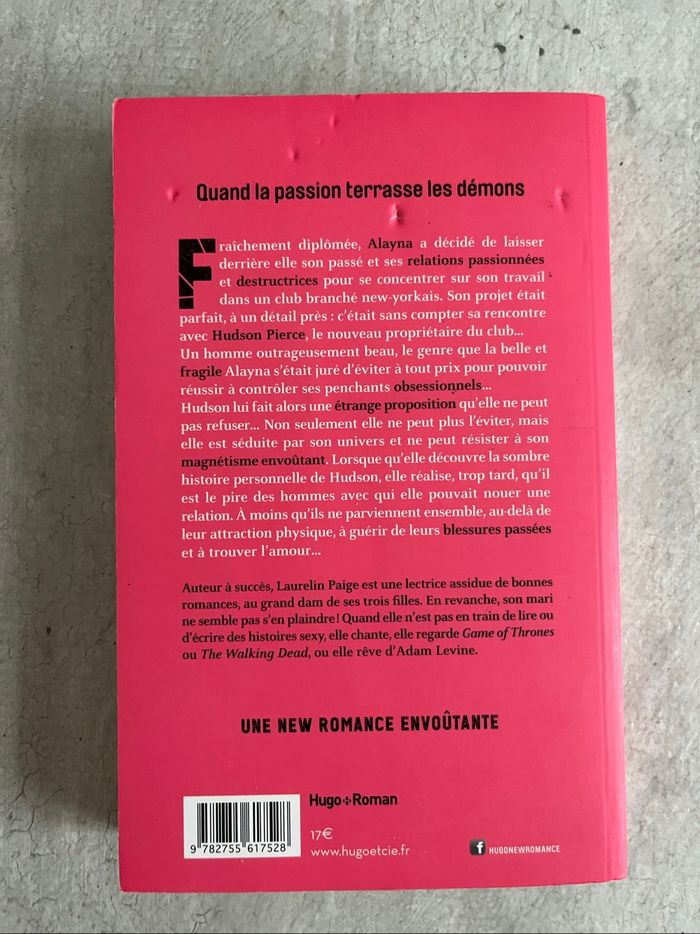 Quand la passion terrasse les démons
Fraîchement diplômée, Alayna a décidé de laisser
derrière elle son passé et ses relations passionnées
et destructrices pour se concentrer sur son travail
dans un club branché new-yorkais. Son projet était
parfait, à un détail près : c'était sans compter sa rencontre
avec Hudson Pierce, le nouveau propriétaire du club...
Un homme outrageusement beau, le genre que la belle et
fragile Alayna s'était juré d'éviter à tout prix pour pouvoir
réussir à contrôler ses penchants obsessionnels...
Hudson lui fait alors une étrange proposition qu'elle ne peut
pas refuser... Non seulement elle ne peut plus l'éviter, mais
elle est séduite par son univers et ne peut résister à son
magnétisme envoûtant. Lorsque qu'elle découvre la sombre
histoire personnelle de Hudson, elle réalise, trop tard, qu'il
est le pire des hommes avec qui elle pouvait nouer une
relation. À moins qu'ils ne parviennent ensemble, au-delà de
leur attraction physique, à guérir de leurs blessures passées
et à trouver l'amour...
Auteur à succès, Laurelin Paige est une lectrice assidue de bonnes
romances, au grand dam de ses trois filles. En revanche, son mari
ne semble pas s'en plaindre ! Quand elle n'est pas en train de lire ou
d'écrire des histoires sexy, elle chante, elle regarde Game of Thrones
ou The Walking Dead, ou elle rêve d'Adam Levine.
UNE NEW ROMANCE ENVOÛTANTE
Hugo+Roman
17€
www.hugoetcie.fr
9 782755 617528
f HUGONEWROMANCE